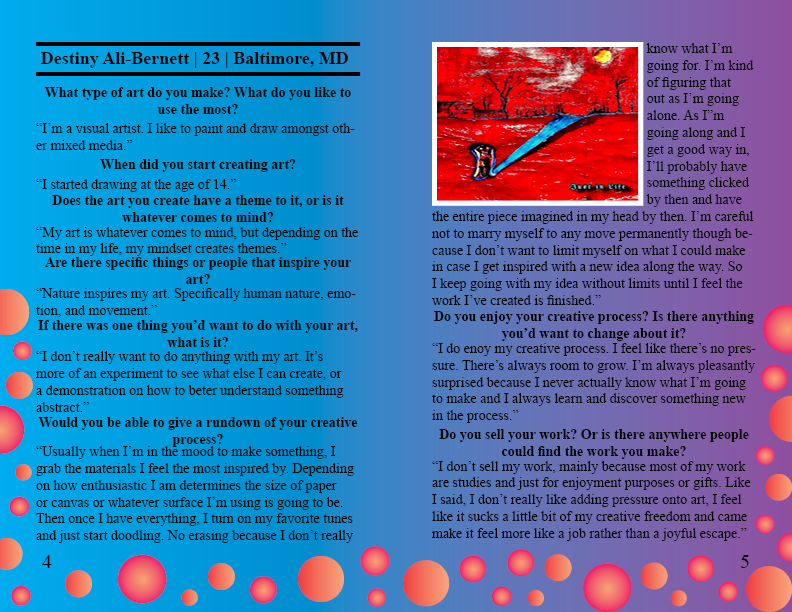 Destiny Ali-Bernett | 23 | Baltimore, MD
What type of art do you make? What do you like to
use the most?
“I’m a visual artist. I like to paint and draw amongst oth-
er mixed media.”
When did you start creating art?
“I started drawing at the age of 14.”
Does the art you create have a theme to it, or is it
whatever comes to mind?
“My art is whatever comes to mind, but depending on the
time in my life, my mindset creates themes.”
Are there specific things or people that inspire your
art?
“Nature inspires my art. Specifically human nature, emo-
tion, and movement.”
If there was one thing you’d want to do with your art,
what is it?
“I don’t really want to do anything with my art. It’s
more of an experiment to see what else I can create, or
a demonstration on how to beter understand something
abstract.”
Would you be able to give a rundown of your creative
process?
“Usually when I’m in the mood to make something, I
grab the materials I feel the most inspired by. Depending
on how enthusiastic I am determines the size of paper
or canvas or whatever surface I’m using is going to be.
Then once I have everything, I turn on my favorite tunes
and just start doodling. No erasing because I don’t really
4
Just in Life
know what I’m
going for. I’m kind
of figuring that
out as I’m going
alone. As I”m
going along and I
get a good way in,
I’ll probably have
something clicked
by then and have
the entire piece imagined in my head by then. I’m careful
not to marry myself to any move permanently though be-
cause I don’t want to limit myself on what I could make
in case I get inspired with a new idea along the way. So
I keep going with my idea without limits until I feel the
work I’ve created is finished.”
Do you enjoy your creative process? Is there anything
you’d want to change about it?
“I do enoy my creative process. I feel like there’s no pres-
sure. There’s always room to grow. I’m always pleasantly
surprised because I never actually know what I’m going
to make and I always learn and discover something new
in the process.”
Do you sell your work? Or is there anywhere people
could find the work you make?
“I don’t sell my work, mainly because most of my work
are studies and just for enjoyment purposes or gifts. Like
I said, I don’t really like adding pressure onto art, I feel
like it sucks a little bit of my creative freedom and came
make it feel more like a job rather than a joyful escape.”
5